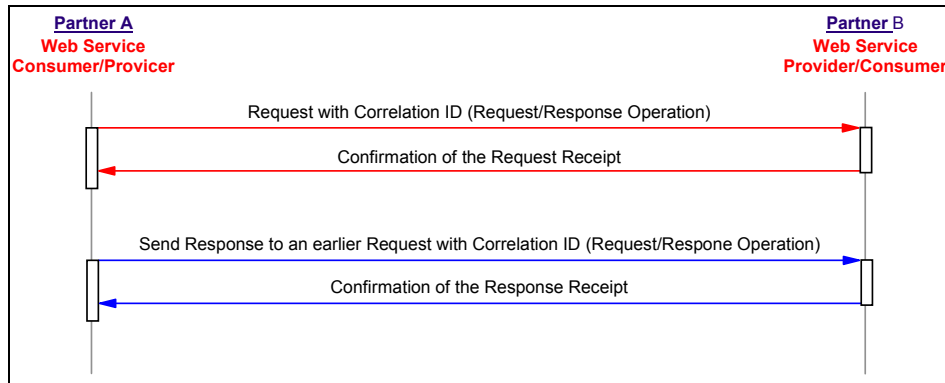 Partner A
Web Service
Consumer/Provicer
Partner B
Web Service
Provider/Consumer
Request with Correlation ID (Request/Response Operation)
Confirmation of the Request Receipt
Send Response to an earlier Request with Correlation ID (Request/Respone Operation)
Confirmation of the Response Receipt